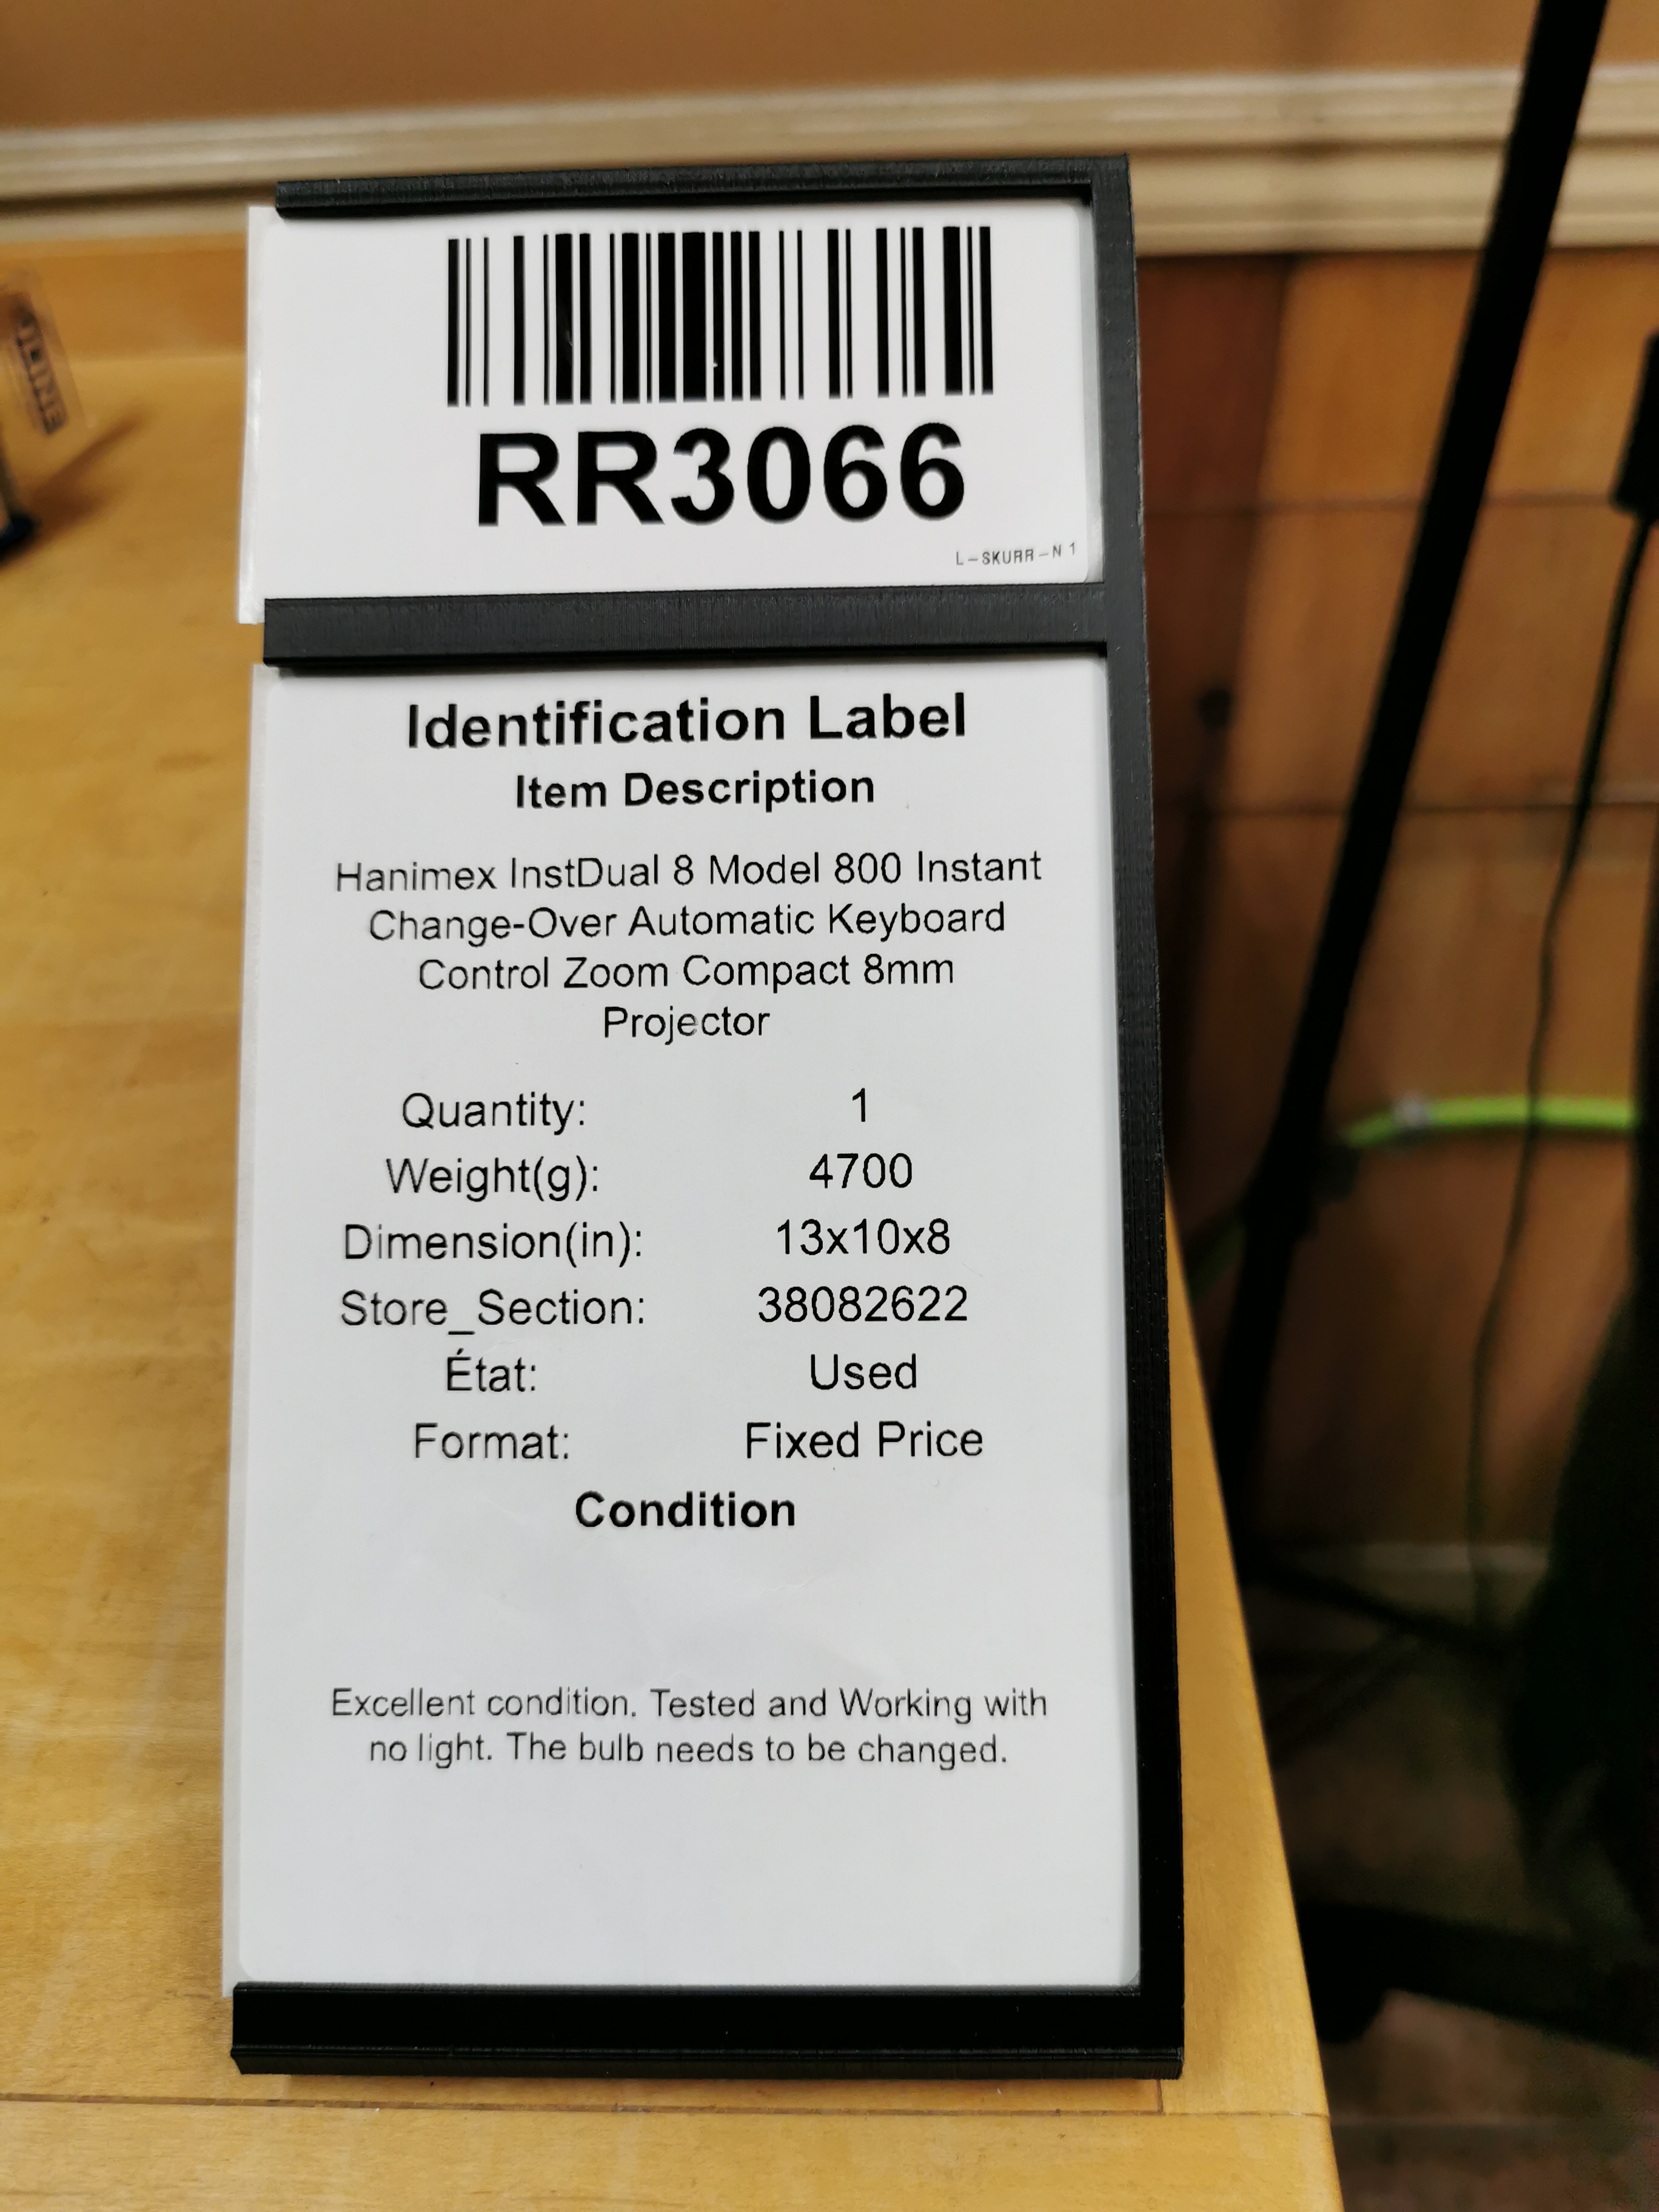 RR3066
L-SKURR-N 1
Identification Label
Item Description
Hanimex InstDual 8 Model 800 Instant
Change-Over Automatic Keyboard
Control Zoom Compact 8mm
Projector
Quantity: 1
Weight(g): 4700
Dimension(in): 13x10x8
Store_Section: 38082622
État: Used
Format: Fixed Price
Condition
Excellent condition. Tested and Working with
no light. The bulb needs to be changed.